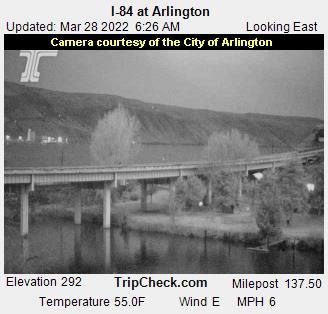 I-84 at Arlington
Updated: Mar 28 2022 6:26 AM Looking East
Camera courtesy of the City of Arlington
Elevation 292 TripCheck.com Milepost 137.50
Temperature 55.0F Wind E MPH 6